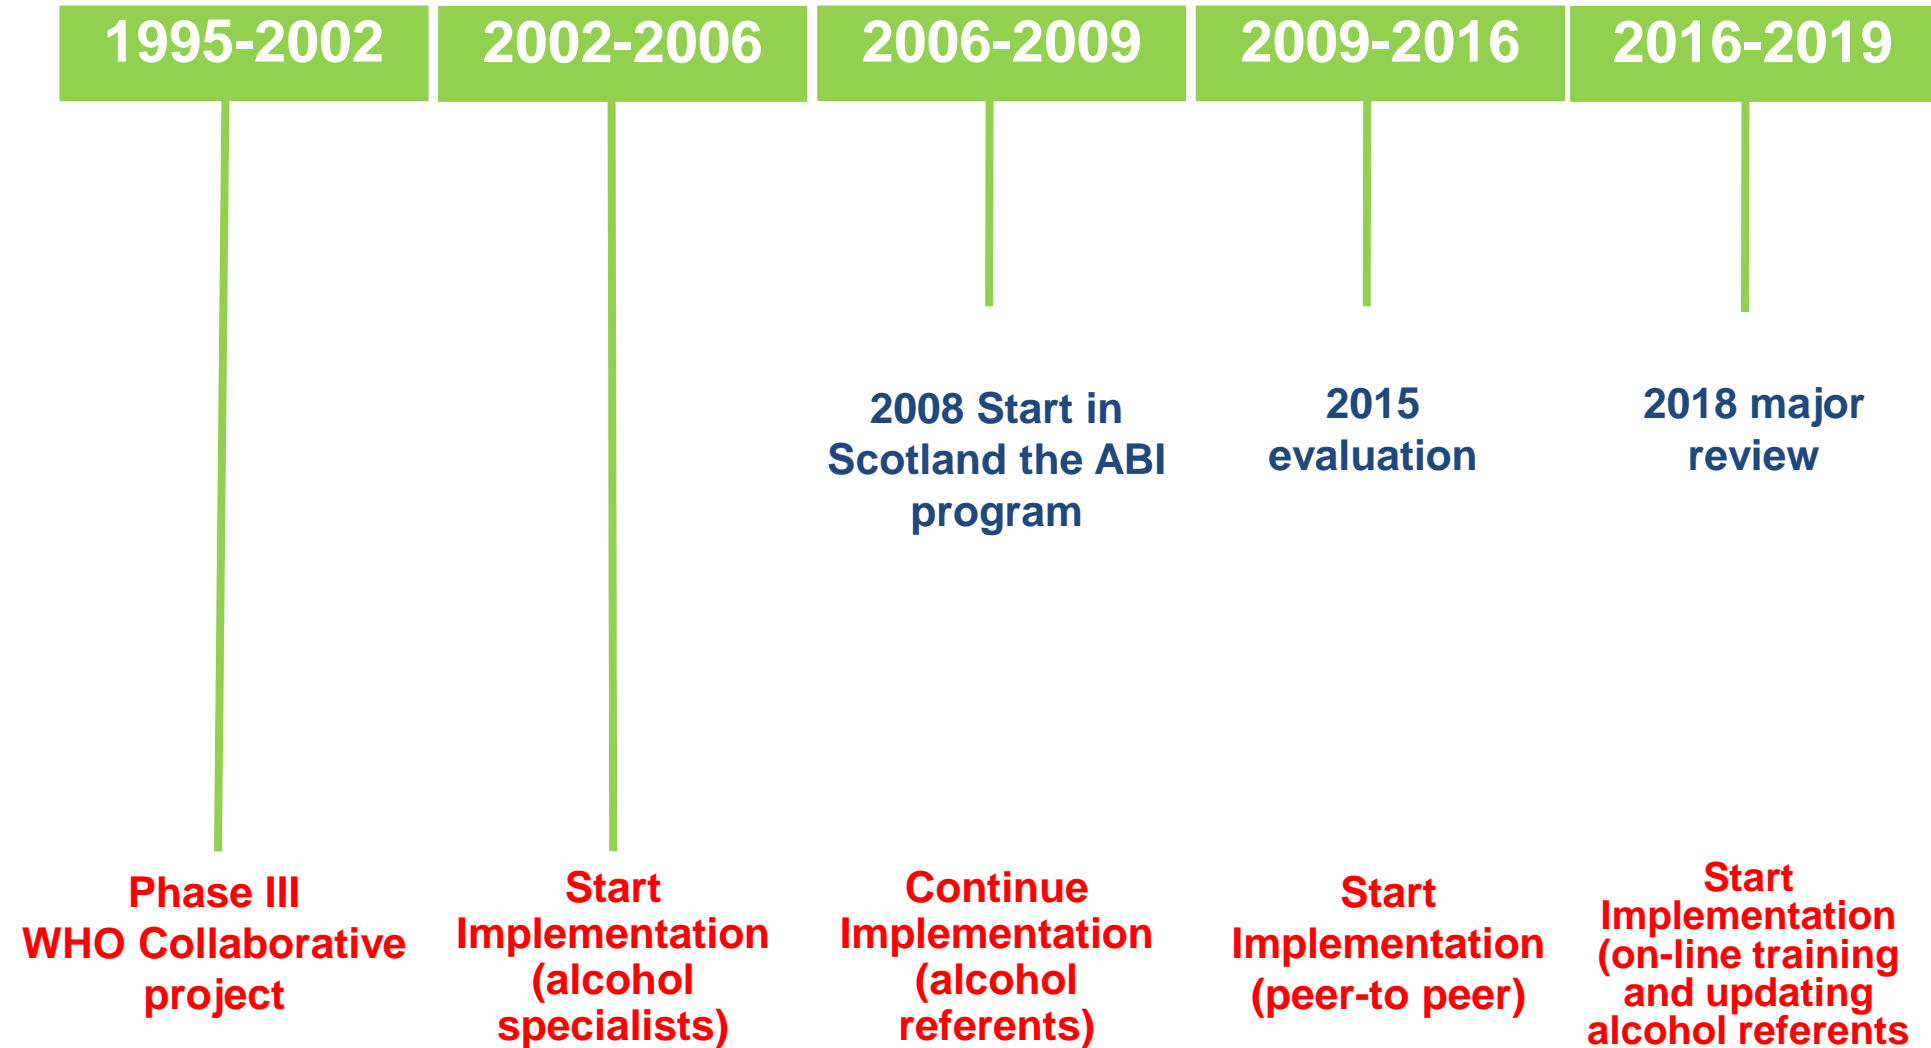 1995-2002
2002-2006
2006-2009
2009-2016
2016-2019
2008 Start in
Scotland the ABI
program
2015
evaluation
2018 major
review
Phase III
WHO Collaborative
project
Start
Implementation
(alcohol
specialists)
Continue
Implementation
(alcohol
referents)
Start
Implementation
(peer-to peer)
Start
Implementation
(on-line training
and updating
alcohol referents